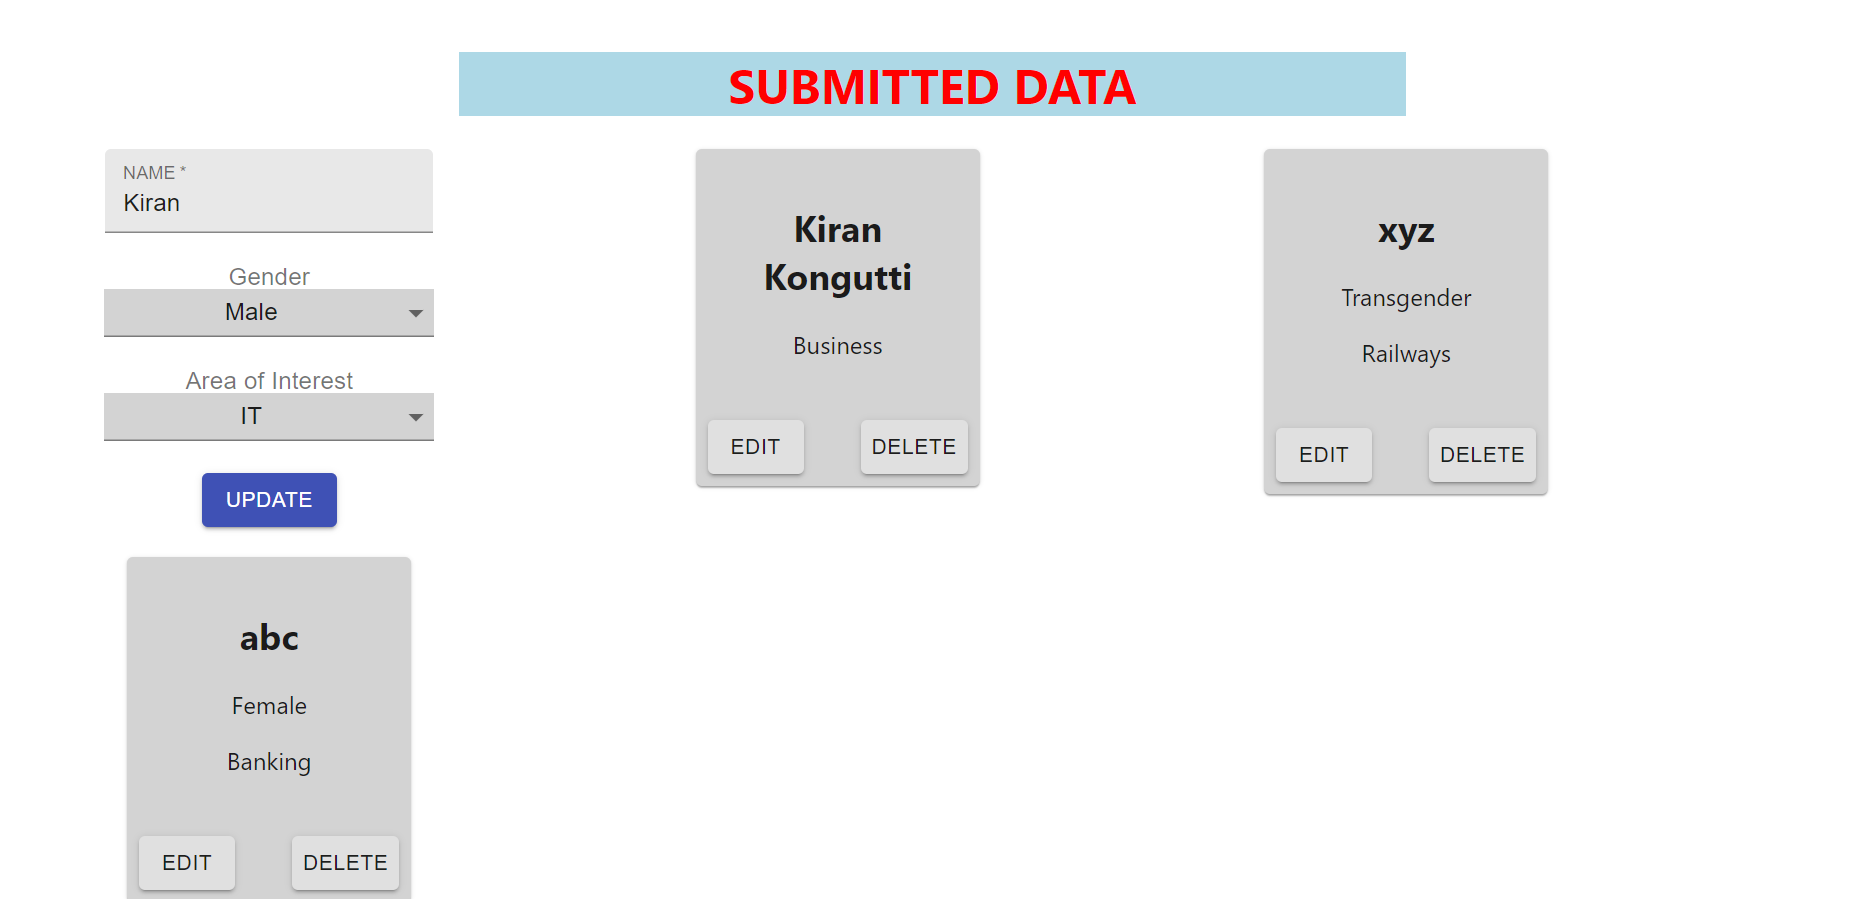 SUBMITTED DATA
NAME *
Kiran
Gender
Male
Area of Interest
IT
UPDATE
Kiran
Kongutti
Business
EDIT DELETE
xyz
Transgender
Railways
EDIT DELETE
abc
Female
Banking
EDIT DELETE